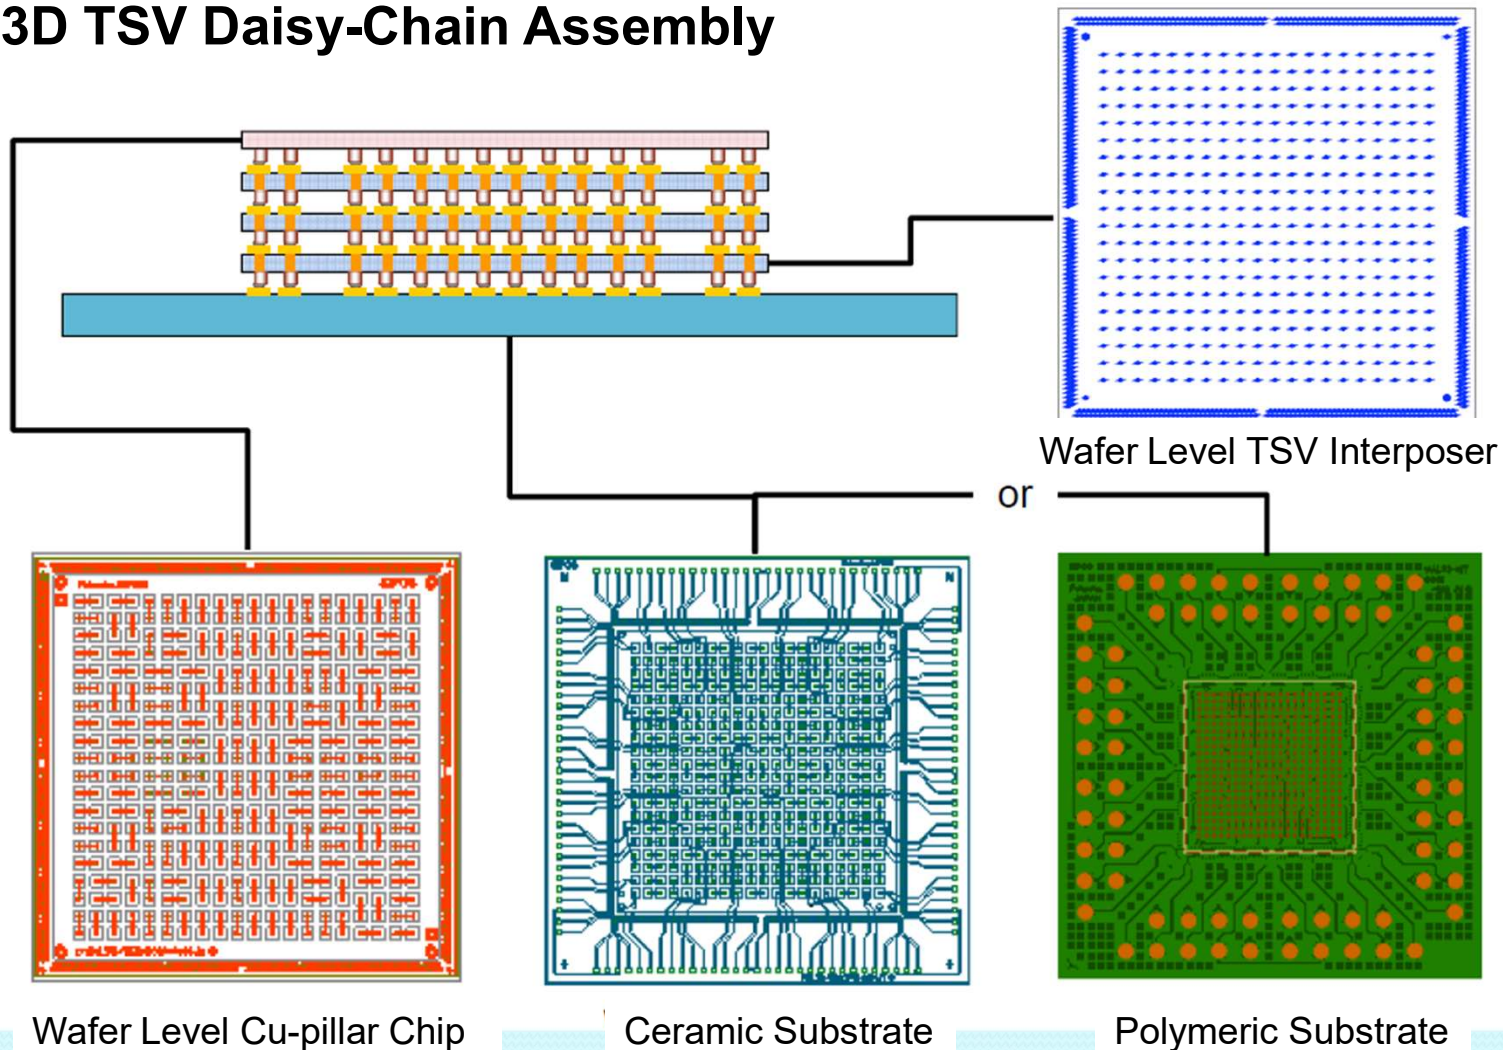 3D TSV Daisy-Chain Assembly
Wafer Level TSV Interposer
or
Wafer Level Cu-pillar Chip
Ceramic Substrate
Polymeric Substrate